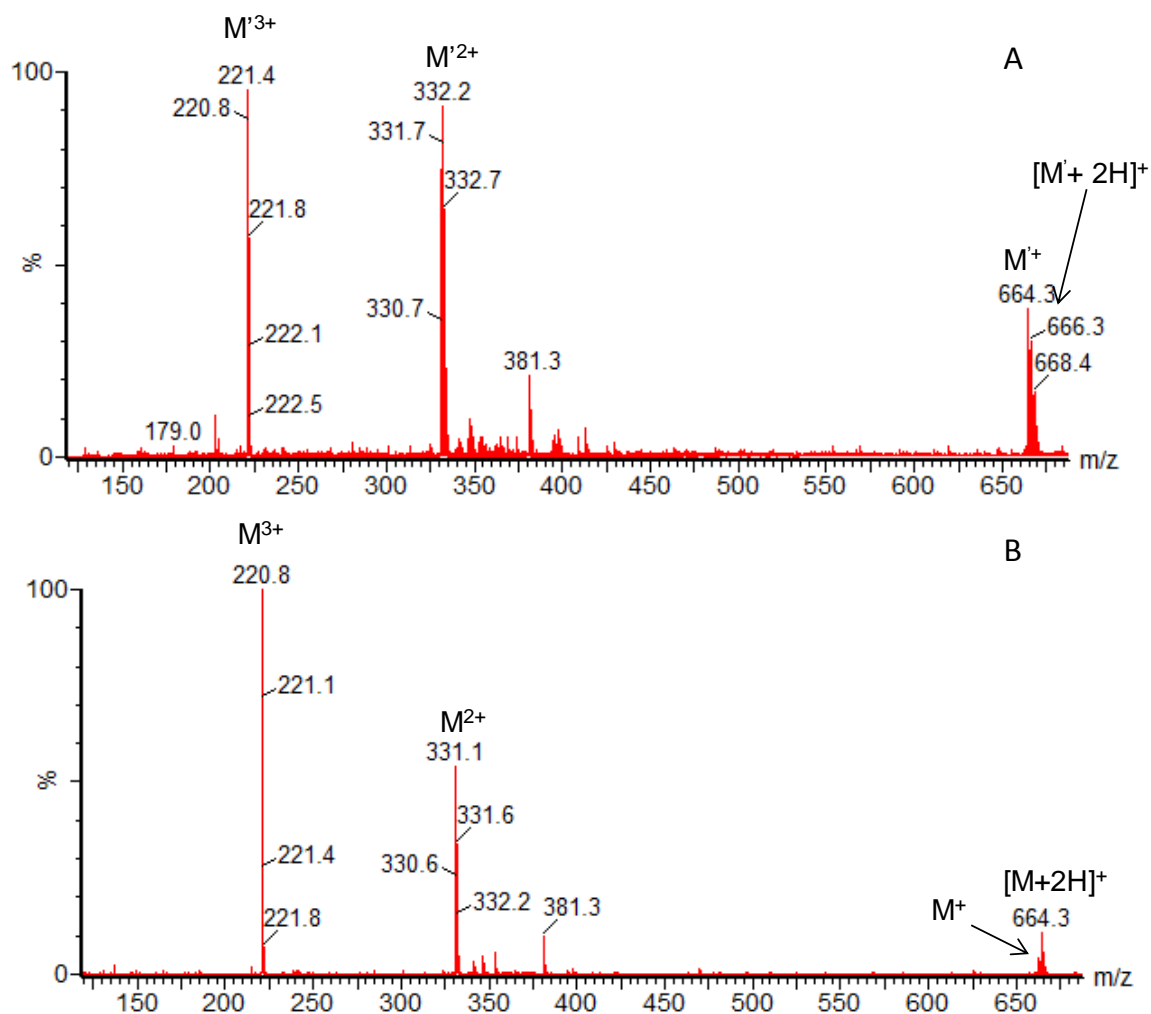 M’3+
M’2+
A
100
221.4
332.2
220.8
331.7
[M’+ 2H]+
332.7
221.8
M’+
%
664.3
330.7
666.3
222.1
381.3
668.4
222.5
179.0
0
m/z
150 200 250 300 350 400 450 500 550 600 650
M3+
B
220.8
100
221.1
M2+
331.1
%
331.6
221.4
330.6
[M+2H]+
221.8
332.2
381.3
M+
664.3
0
m/z
150 200 250 300 350 400 450 500 550 600 650